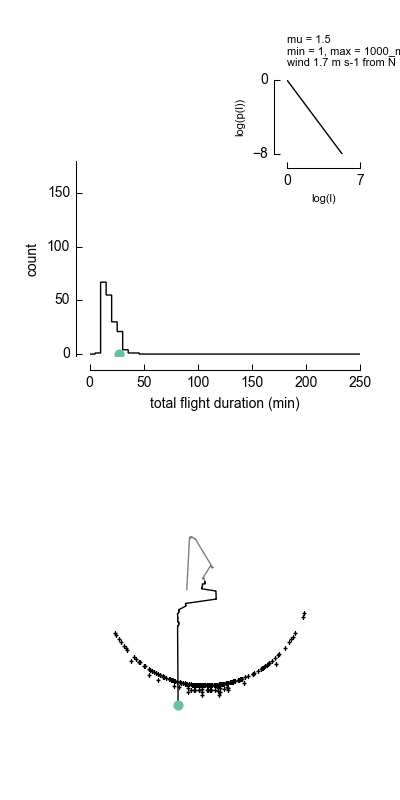 mu = 1.5
min = 1, max = 1000_m
wind 1.7 m s-1 from N
0
log(p(l))
−8
0 7
log(l)
150
100
count
50
0
0 50 100 150 200 250
total flight duration (min)